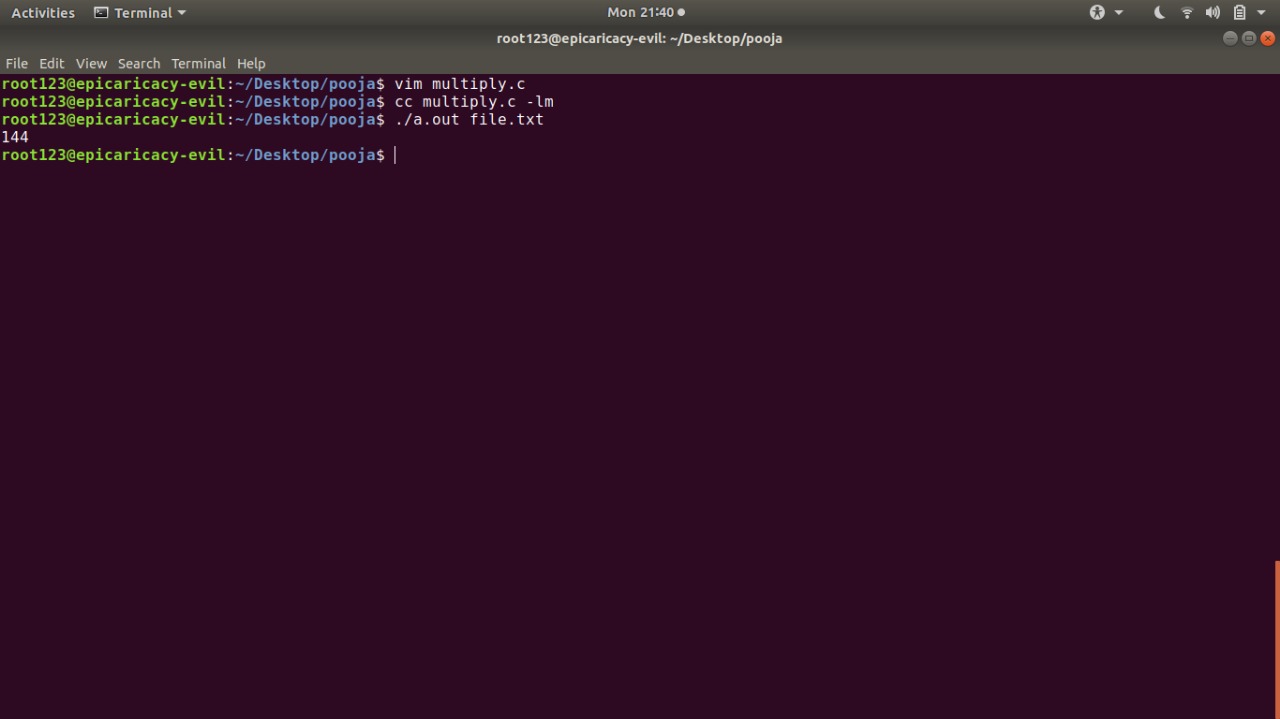 Activities Terminal Mon 21:40
root123@epicaricacy-evil: ~/Desktop/pooja
File Edit View Search Terminal Help
root123@epicaricacy-evil:~/Desktop/pooja$ vim multiply.c
root123@epicaricacy-evil:~/Desktop/pooja$ cc multiply.c -lm
root123@epicaricacy-evil:~/Desktop/pooja$ ./a.out file.txt
144
root123@epicaricacy-evil:~/Desktop/pooja$